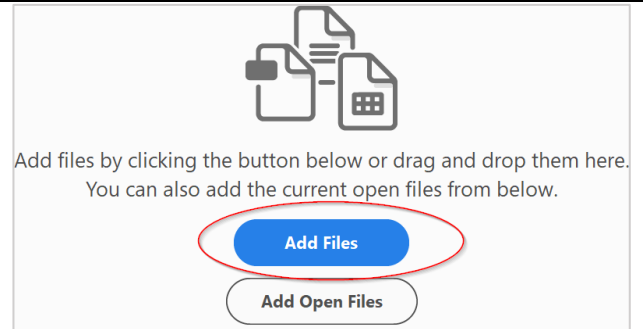 Add files by clicking the button below or drag and drop them here.
You can also add the current open files from below.
Add Files
Add Open Files